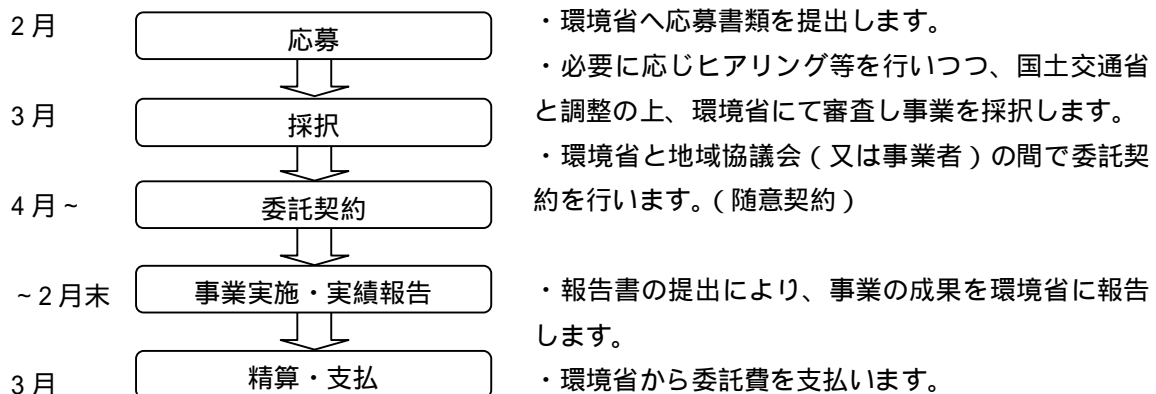 2月
応募
3月
採択
4月~
委託契約
~2月末
事業実施・実績報告
3月
精算・支払
・環境省へ応募書類を提出します。
・必要に応じヒアリング等を行いつつ、国土交通省
と調整の上、環境省にて審査し事業を採択します。
・環境省と地域協議会(又は事業者)の間で委託契
約を行います。(随意契約)
・報告書の提出により、事業の成果を環境省に報告
します。
・環境省から委託費を支払います。